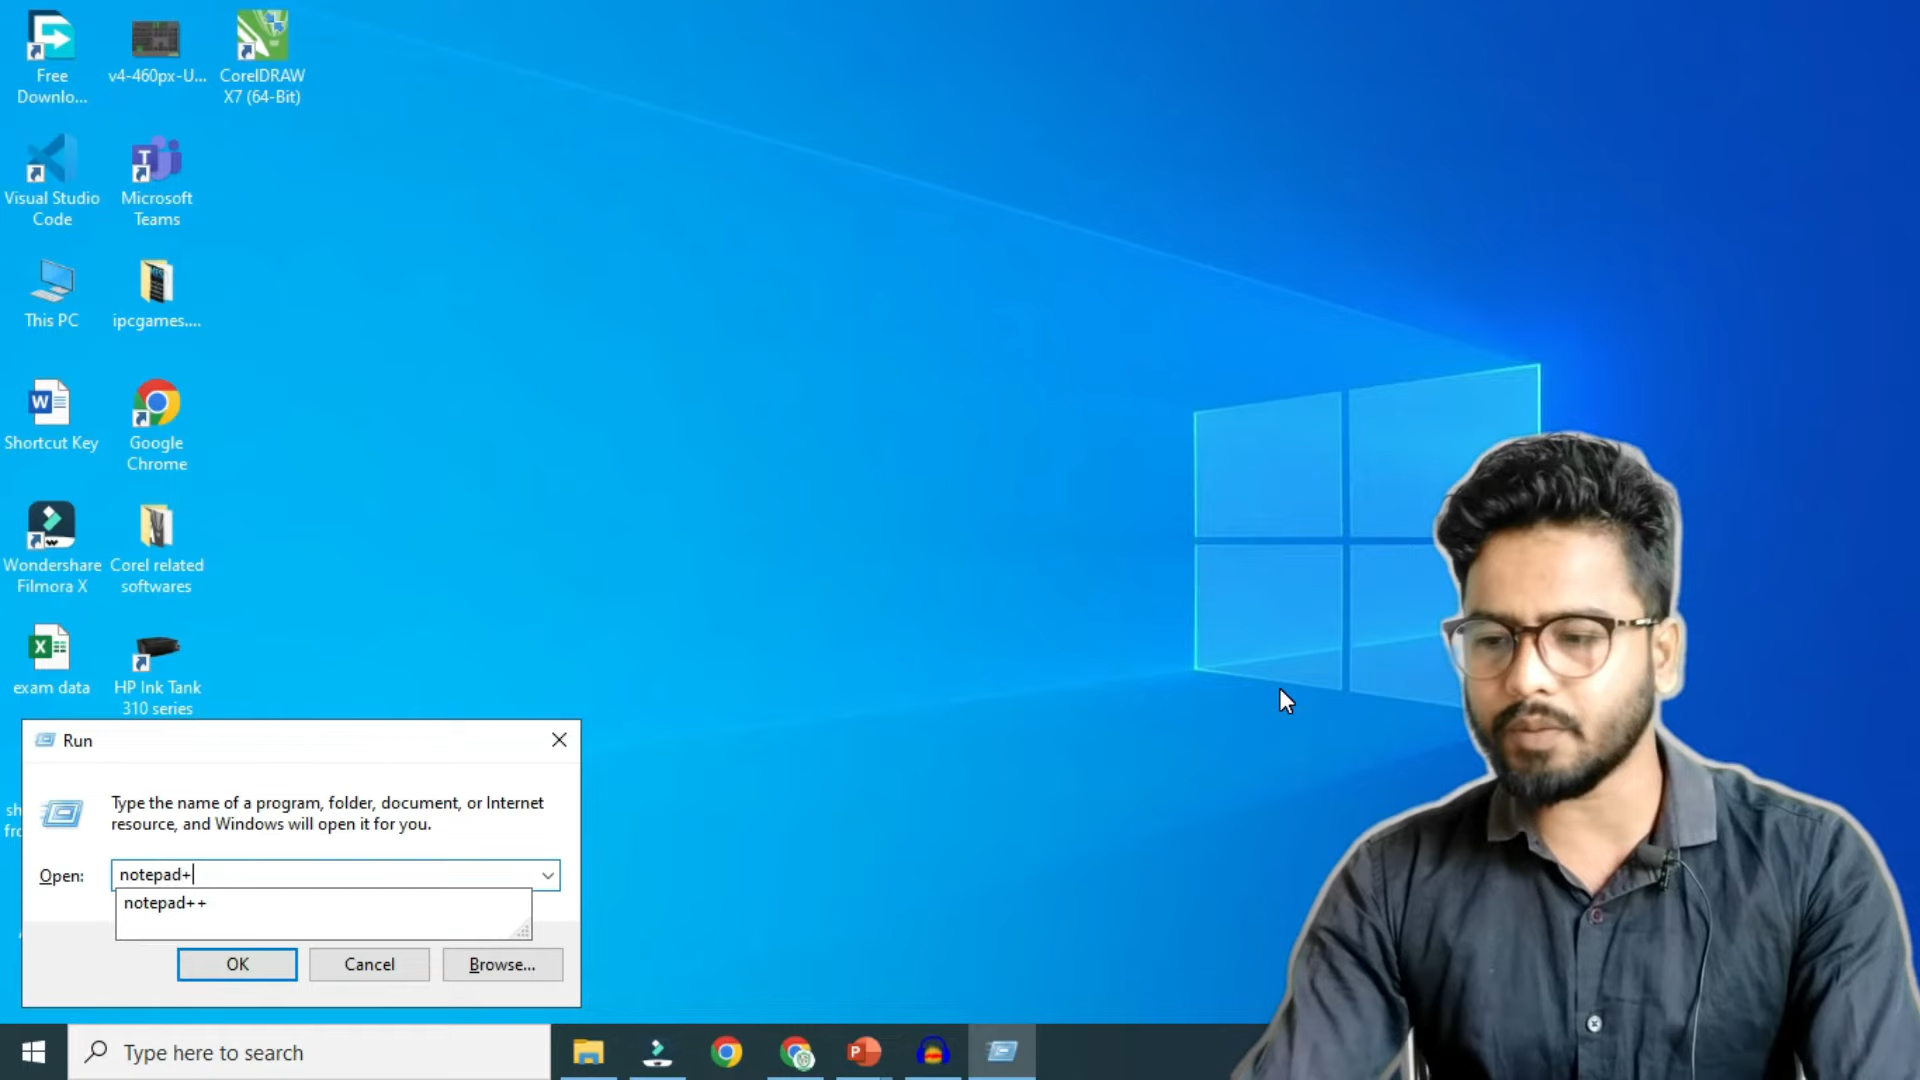 Free
Downlo...
v4-460px-U...
CorelDRAW
X7 (64-Bit)
Visual Studio
Code
Microsoft
Teams
This PC
ipcgames....
Shortcut Key
Google
Chrome
Wondershare
Filmora X
Corel related
softwares
exam data
HP Ink Tank
310 series
sh
fro
Run
Type the name of a program, folder, document, or Internet
resource, and Windows will open it for you.
Open:
notepad+
notepad++
OK
Cancel
Browse...
Type here to search